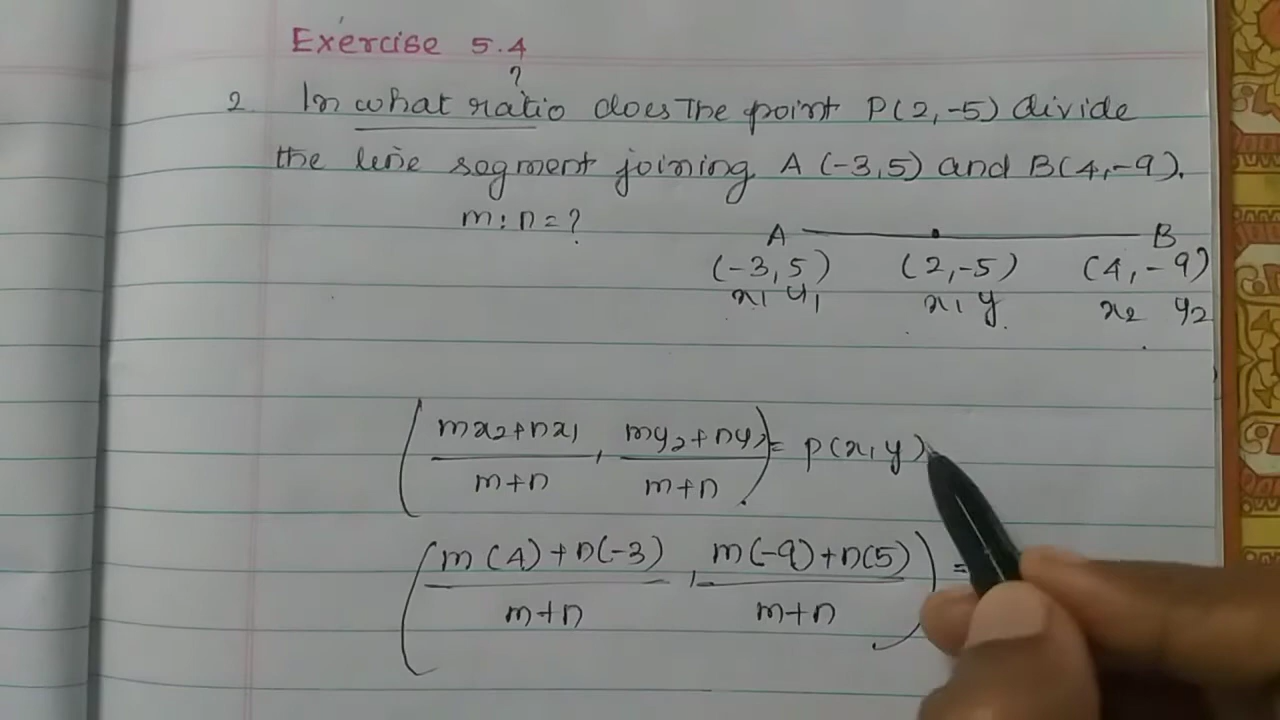 Exercise 5.4
?
2 In what ratio does The point P(2,-5) divide
the line segment joining A (-3,5) and B(4,-9).
m:n=?
A B
(-3,5) (2,-5) (4,-9)
x1 y1 x, y x2 y2
(mx2+nx1/m+n, my2+ny2/m+n) = P(x,y)
(m(4)+n(-3)/m+n, m(-9)+n(5)/m+n) =